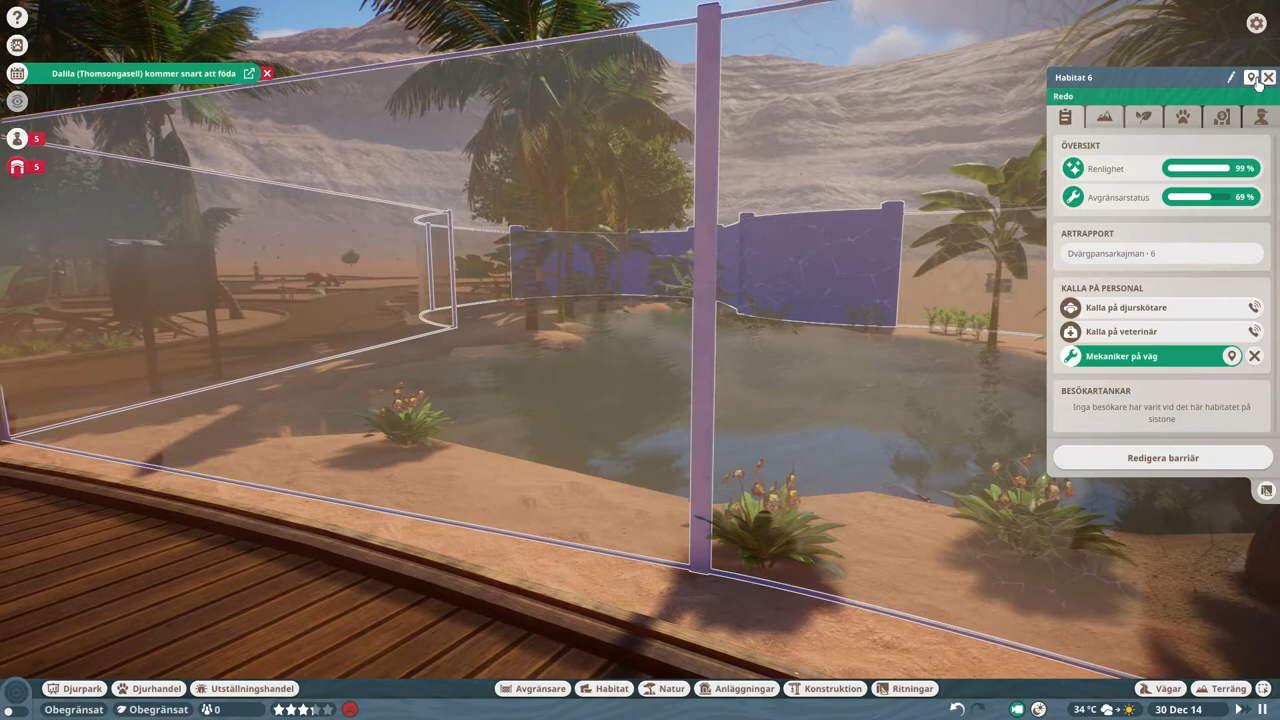 ?
Dalila (Thomsongasell) kommer snart att föda
5
5
Habitat 6
Redo
ÖVERSIKT
Renlighet 99 %
Avgränsarstatus 69 %
ARTRAPPORT
Dvärgpansarkajman · 6
KALLA PÅ PERSONAL
Kalla på djurskötare
Kalla på veterinär
Mekaniker på väg
BESÖKARTANKAR
Inga besökare har varit vid det här habitatet på
sistone
Redigera barriär
Djurpark Djurhandel Utställningshandel Avgränsare Habitat Natur Anläggningar Konstruktion Ritningar Vägar Terräng
Obegränsat Obegränsat 0 34 °C 30 Dec 14